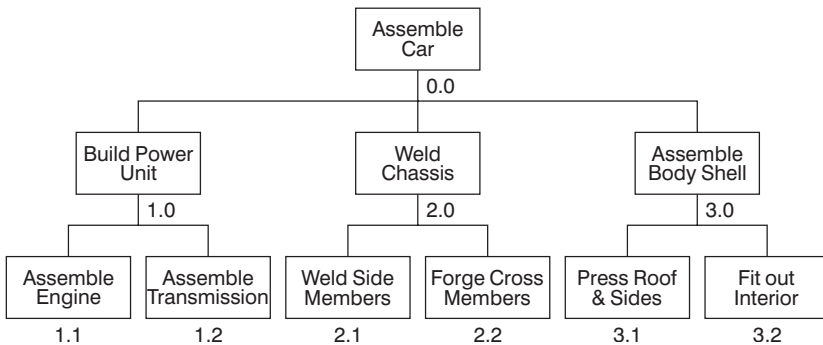 Assemble
Car
0.0
Build Power
Unit
Weld
Chassis
Assemble
Body Shell
1.0
2.0
3.0
Assemble
Engine
Assemble
Transmission
Weld Side
Members
Forge Cross
Members
Press Roof
& Sides
Fit out
Interior
1.1
1.2
2.1
2.2
3.1
3.2